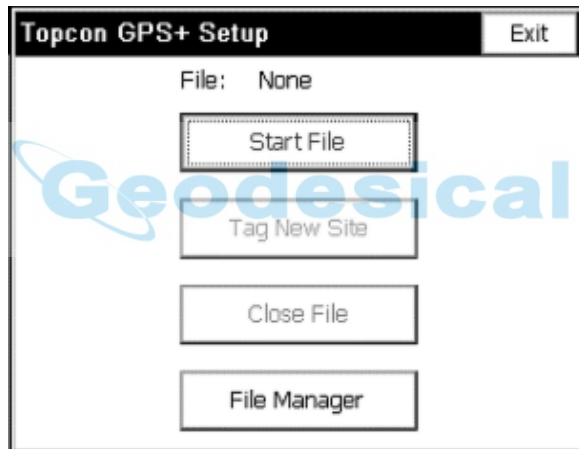 Topcon GPS+ Setup Exit
File: None
Start File
Geodesical
Tag New Site
Close File
File Manager